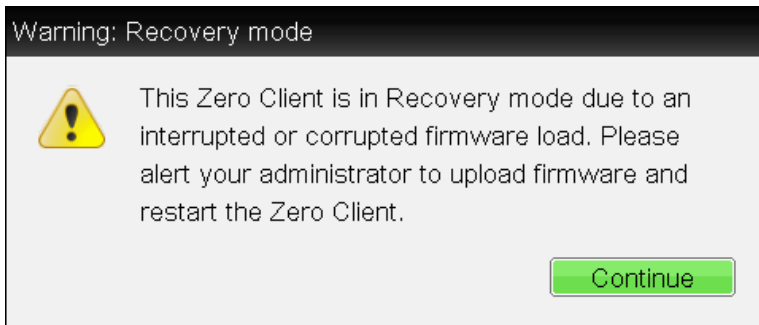 Warning: Recovery mode
This Zero Client is in Recovery mode due to an
interrupted or corrupted firmware load. Please
alert your administrator to upload firmware and
restart the Zero Client.
Continue